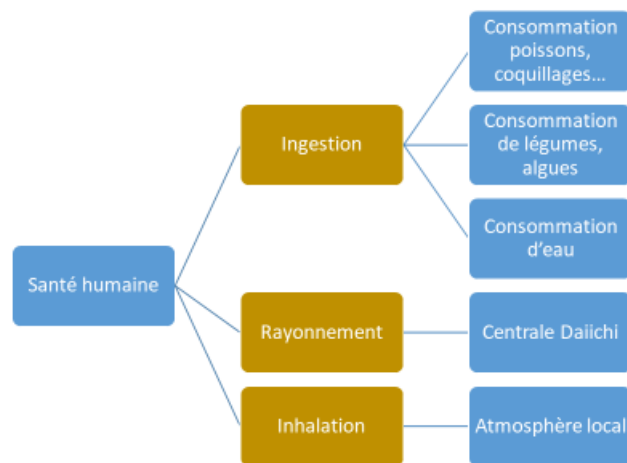 Consommation
poissons,
coquillages...
Ingestion
Consommation
de légumes,
algues
Consommation
d'eau
Santé humaine
Rayonnement
Centrale Daiichi
Inhalation
Atmosphère local